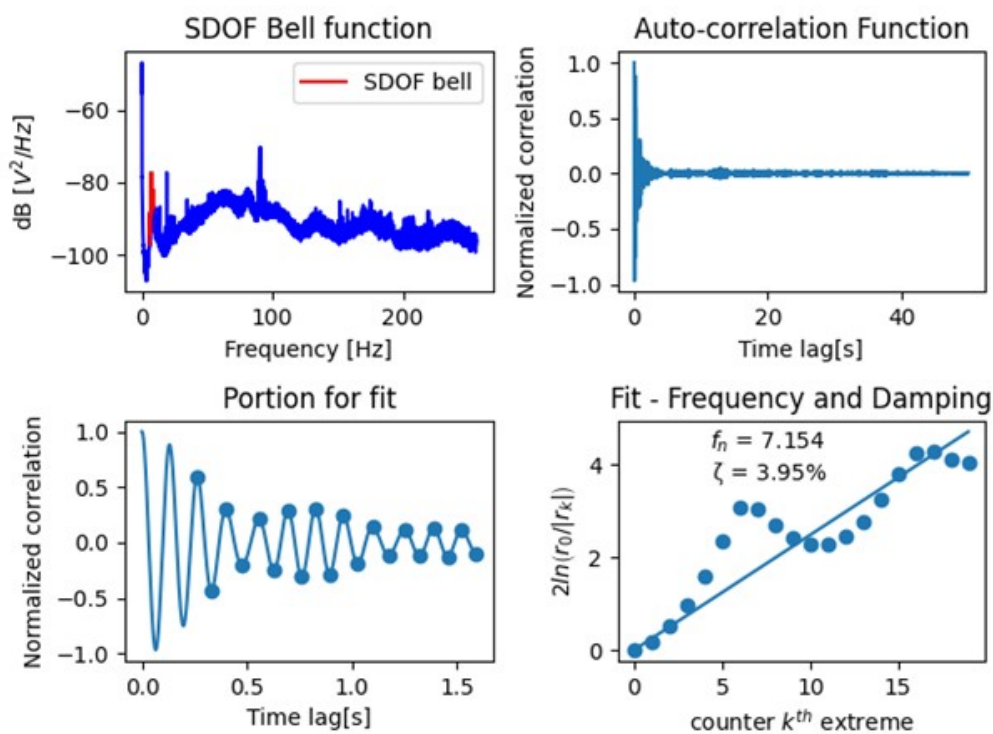 SDOF Bell function
dB [V²/Hz]
−60
−80
−100
SDOF bell
0
100
200
Frequency [Hz]
Auto-correlation Function
Normalized correlation
1.0
0.5
0.0
−0.5
−1.0
0
20
40
Time lag[s]
Portion for fit
Normalized correlation
1.0
0.5
0.0
−0.5
−1.0
0.0
0.5
1.0
1.5
Time lag[s]
Fit - Frequency and Damping
2ln(r₀/|rₖ|)
4
2
0
fₙ = 7.154
ζ = 3.95%
0
5
10
15
counter kᵗʰ extreme